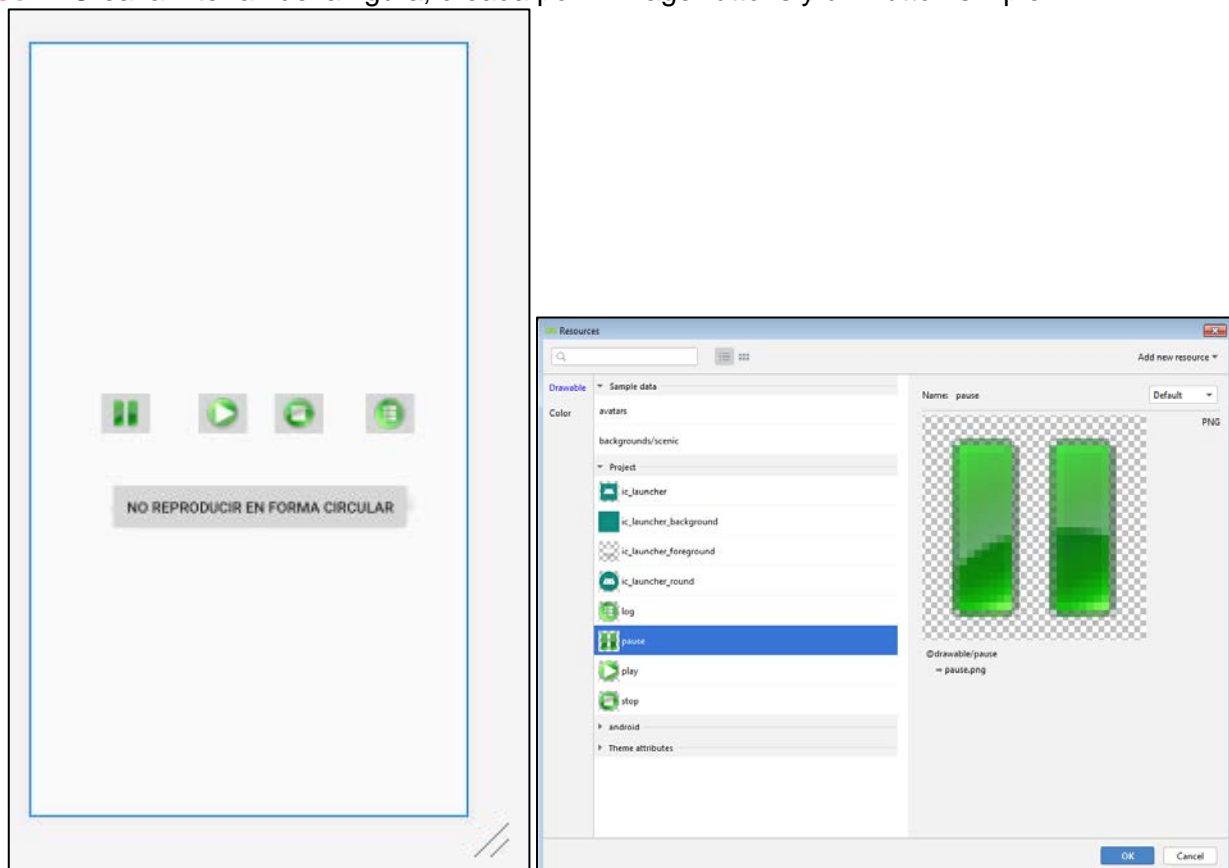 NO REPRODUCIR EN FORMA CIRCULAR
Resources
Add new resource
Drawable
Color
Sample data
avatars
backgrounds/scenic
Project
ic_launcher
ic_launcher_background
ic_launcher_foreground
ic_launcher_round
log
pause
play
stop
android
Theme attributes
Name: pause
Default
PNG
@drawable/pause
⇒ pause.png
OK
Cancel